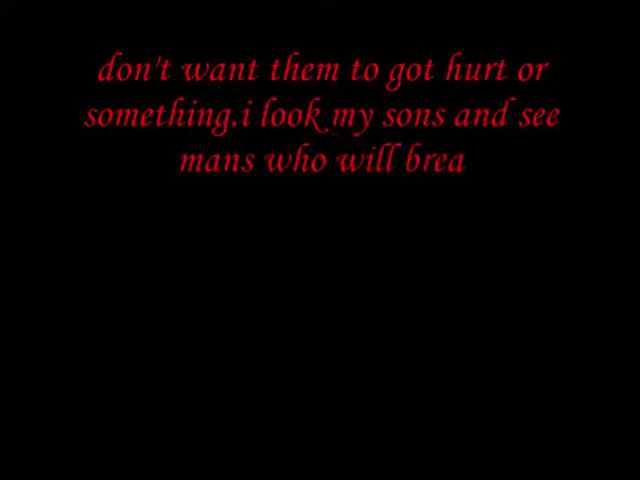 don't want them to got hurt or
something.i look my sons and see
mans who will brea